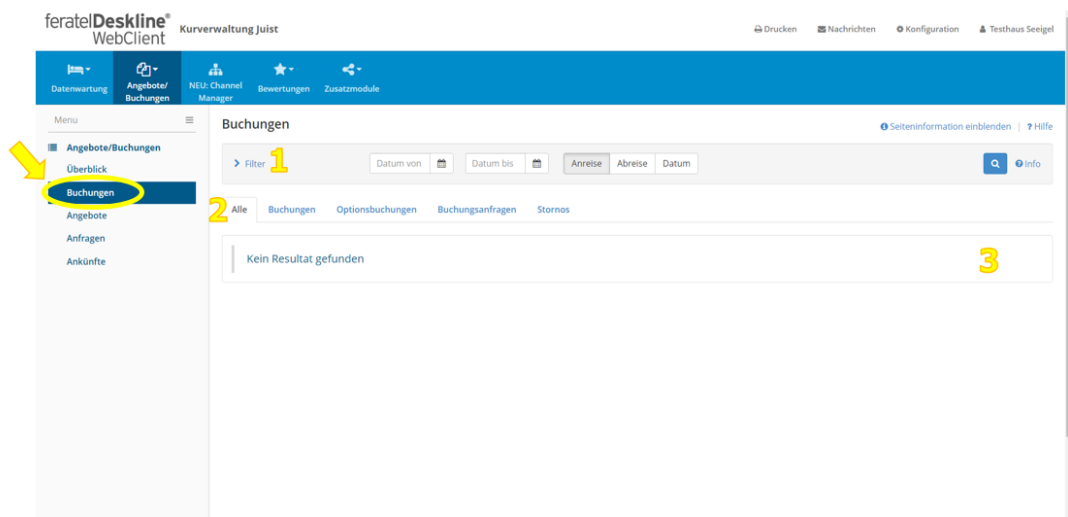 feratelDeskline®
WebClient
Kurverwaltung Juist
Drucken
Nachrichten
Konfiguration
Testhaus Seeigel
Datenwartung
Angebote/
Buchungen
NEU: Channel
Manager
Bewertungen
Zusatzmodule
Menu
Angebote/Buchungen
Überblick
Buchungen
Angebote
Anfragen
Ankünfte
Buchungen
Seiteninformation einblenden | ? Hilfe
Filter 1
Datum von
Datum bis
Anreise Abreise Datum
Info
2 Alle Buchungen Optionsbuchungen Buchungsanfragen Stornos
Kein Resultat gefunden
3